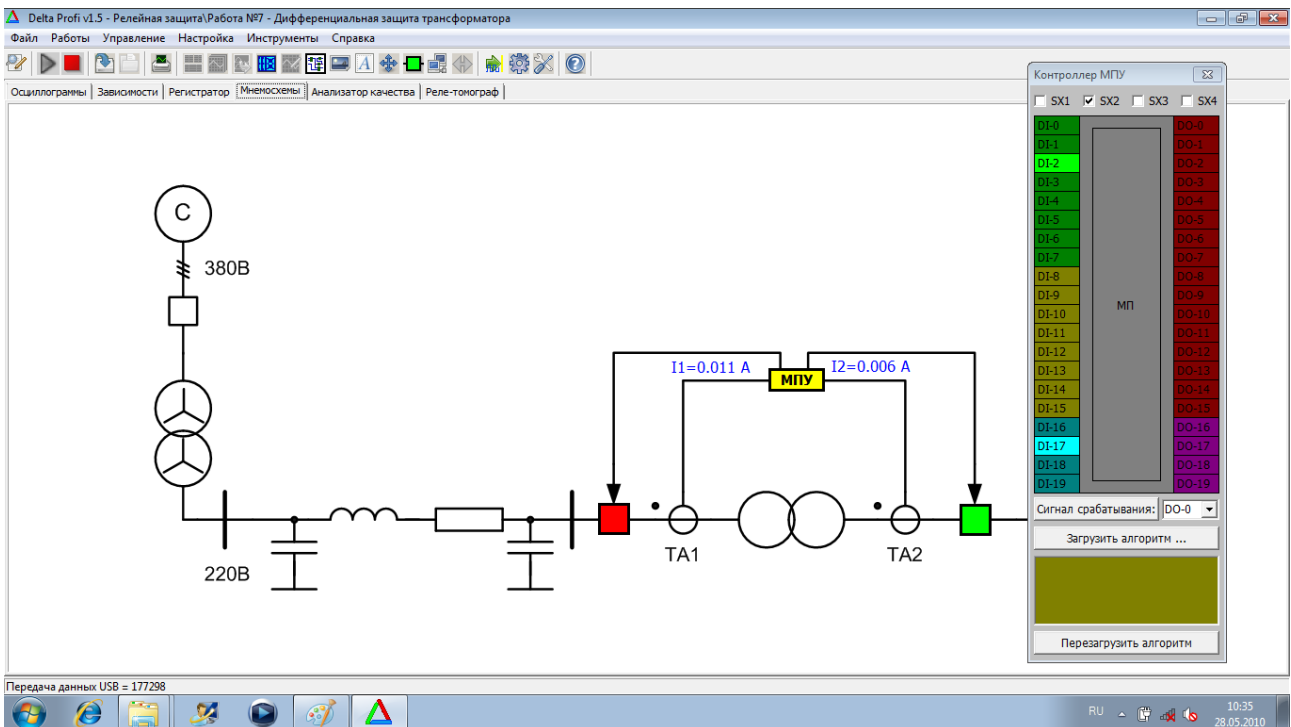 Delta Profi v1.5 - Релейная защита\Работа №7 - Дифференциальная защита трансформатора
Файл Работы Управление Настройка Инструменты Справка
Осциллограммы Зависимости Регистратор Мнемосхемы Анализатор качества Реле-томограф
С
380В
220В
I1=0.011 А
МПУ
I2=0.006 А
ТА1
ТА2
Контроллер МПУ
SX1 SX2 SX3 SX4
DI-0 DO-0
DI-1 DO-1
DI-2 DO-2
DI-3 DO-3
DI-4 DO-4
DI-5 DO-5
DI-6 DO-6
DI-7 DO-7
DI-8 DO-8
DI-9 DO-9
МП
DI-10 DO-10
DI-11 DO-11
DI-12 DO-12
DI-13 DO-13
DI-14 DO-14
DI-15 DO-15
DI-16 DO-16
DI-17 DO-17
DI-18 DO-18
DI-19 DO-19
Сигнал срабатывания: DO-0
Загрузить алгоритм ...
Перезагрузить алгоритм
Передача данных USB = 177298
RU 10:35
28.05.2010